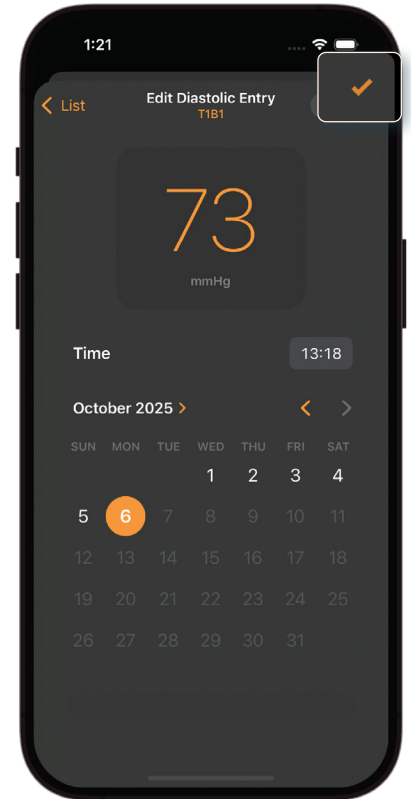 1:21
List
Edit Diastolic Entry
T1B1
73
mmHg
Time
13:18
October 2025
SUN MON TUE WED THU FRI SAT
1 2 3 4
5 6 7 8 9 10 11
12 13 14 15 16 17 18
19 20 21 22 23 24 25
26 27 28 29 30 31